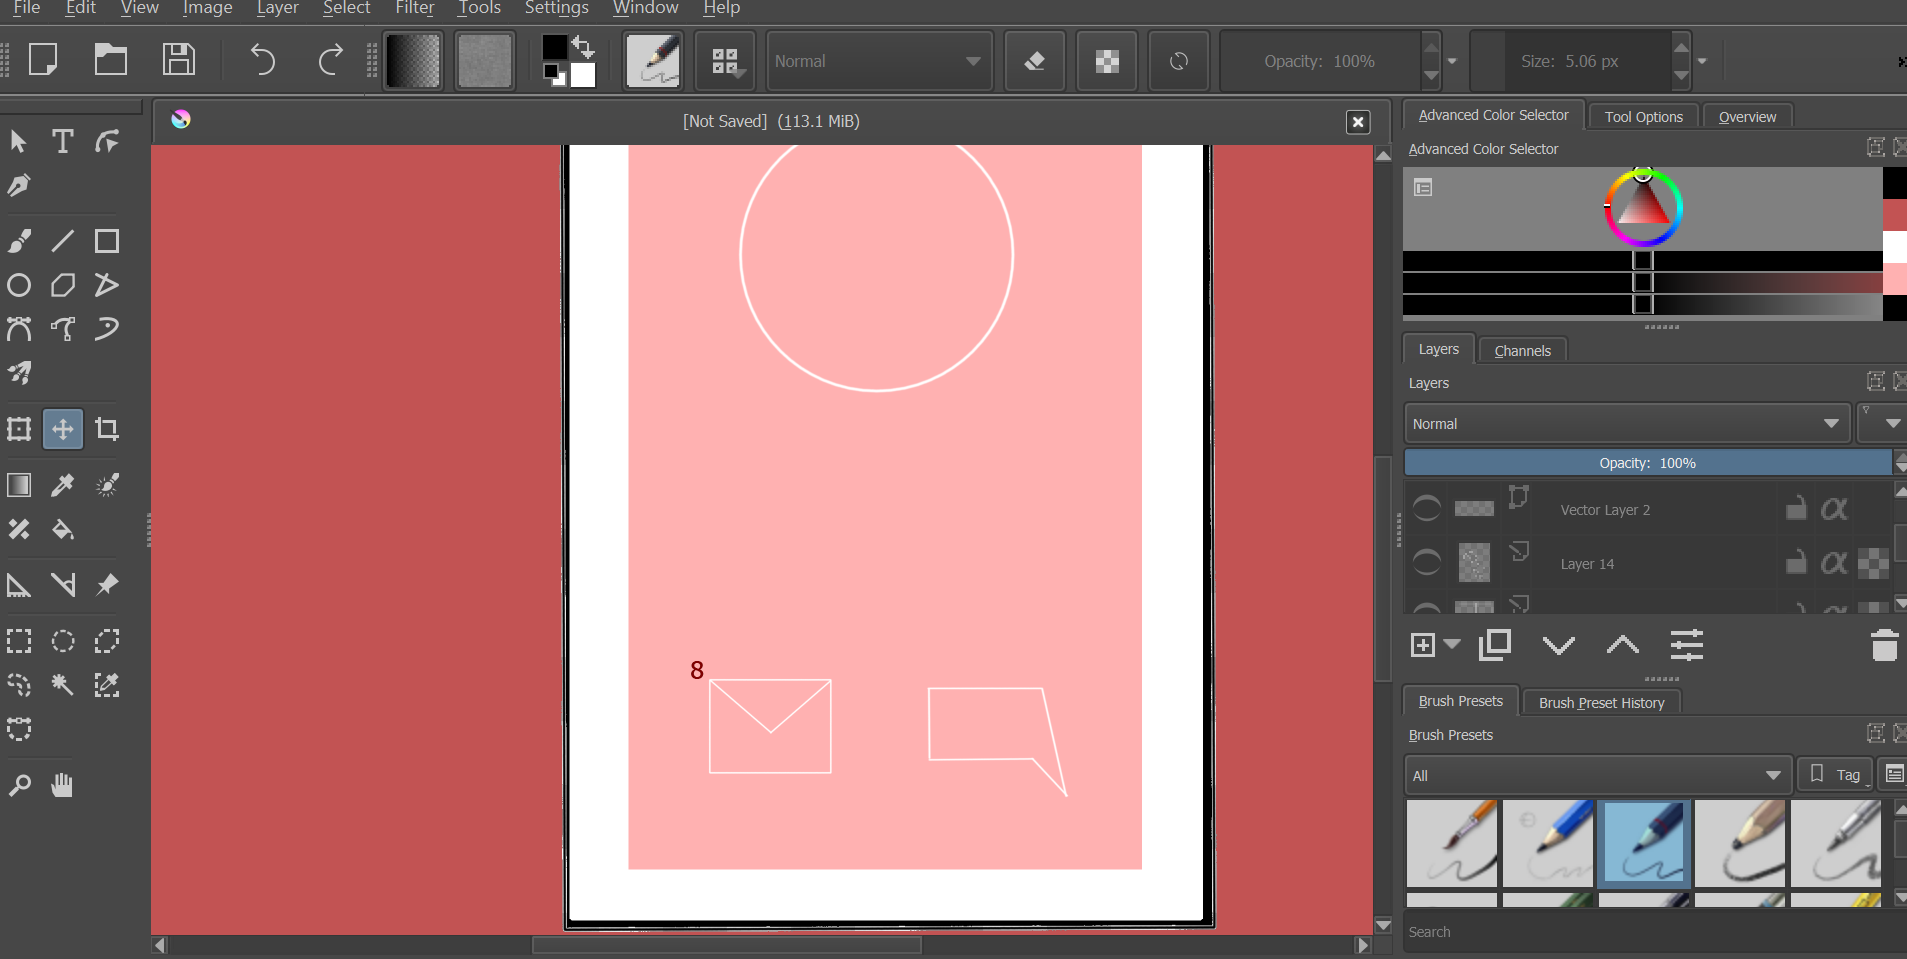 File Edit View Image Layer Select Filter Tools Settings Window Help
Normal Opacity: 100% Size: 5.06 px
[Not Saved] (113.1 MiB)
Advanced Color Selector Tool Options Overview
Advanced Color Selector
Layers Channels
Layers
Normal
Opacity: 100%
Vector Layer 2
Layer 14
8
Brush Presets Brush Preset History
Brush Presets
All Tag
Search